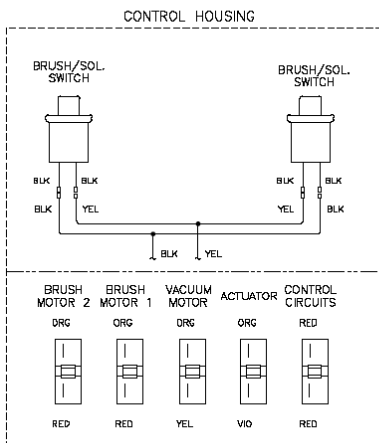 CONTROL HOUSING
BRUSH/SOL.
SWITCH
BRUSH/SOL.
SWITCH
BLK BLK
BLK BLK
BLK YEL
YEL BLK
BLK YEL
BRUSH
MOTOR 2
BRUSH
MOTOR 1
VACUUM
MOTOR
ACTUATOR
CONTROL
CIRCUITS
ORG ORG ORG ORG RED
RED RED YEL VIO RED